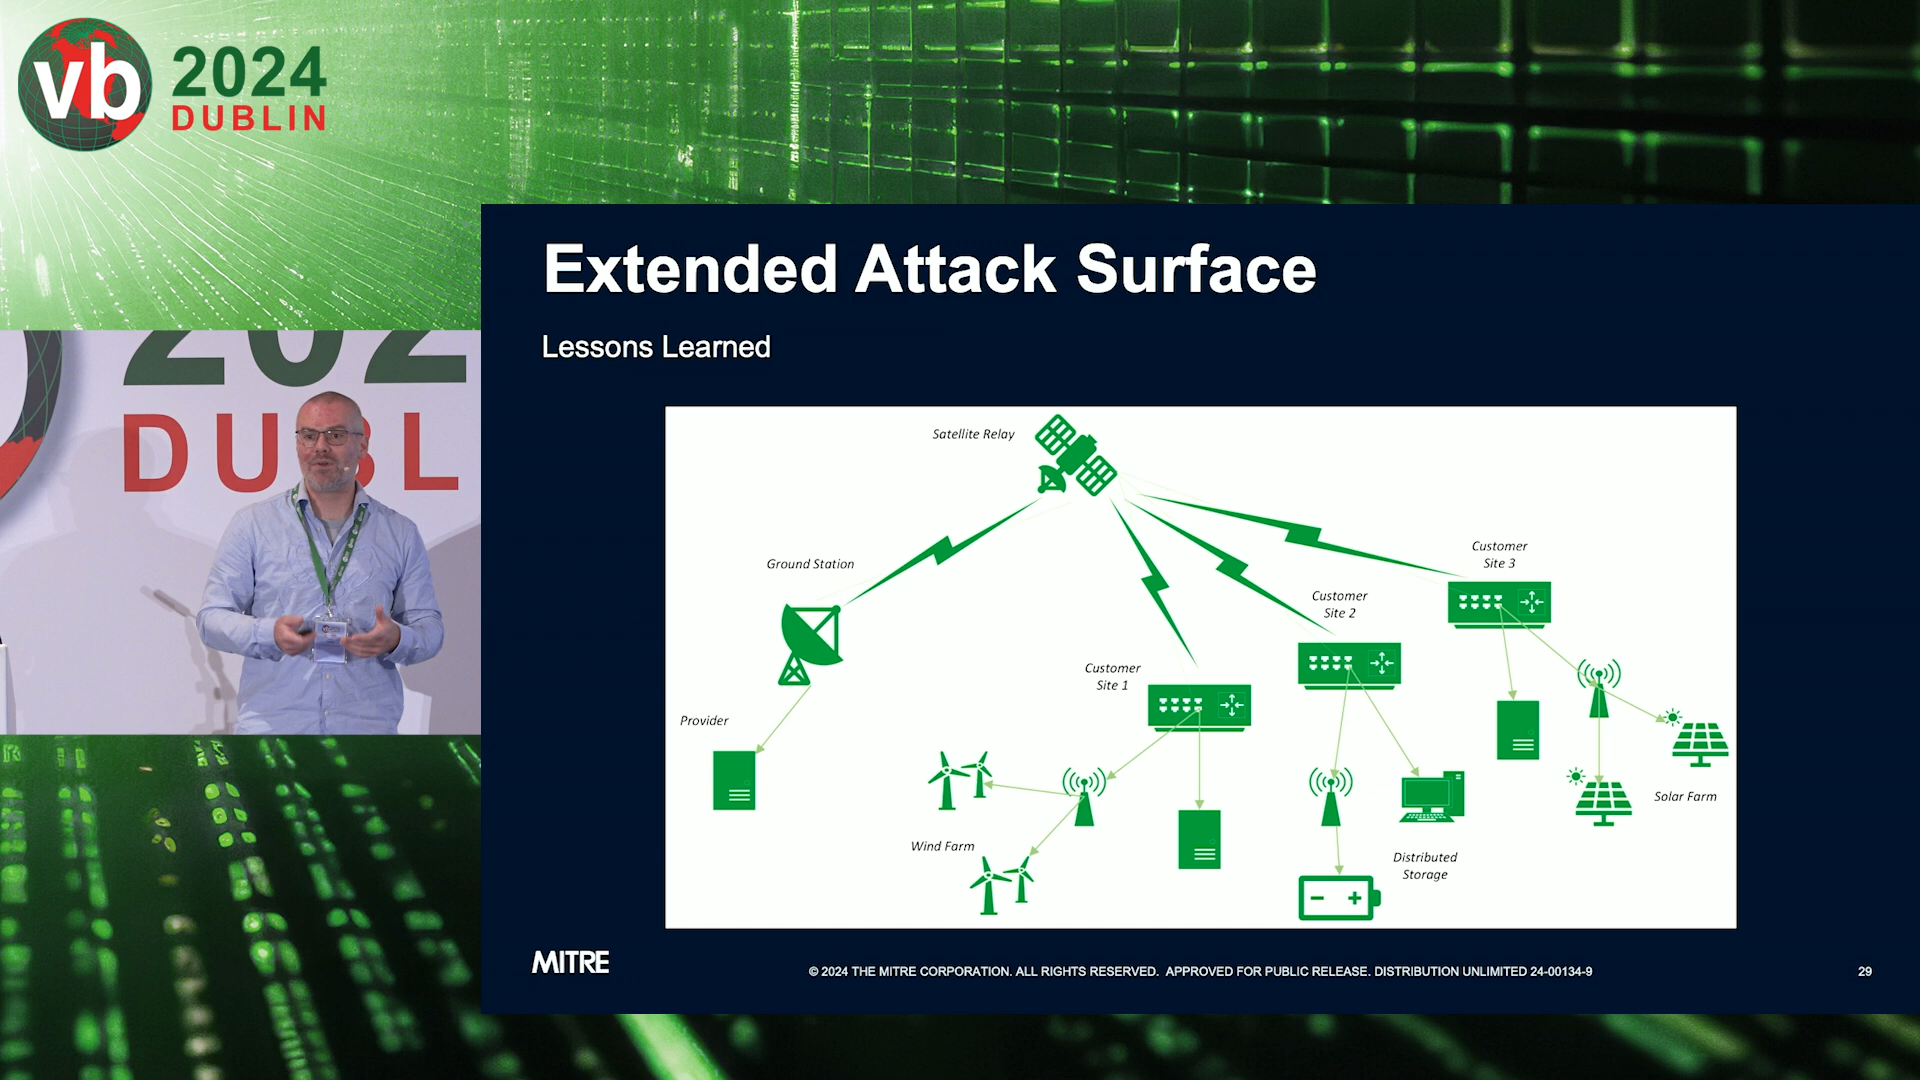 vb
2024
DUBLIN
202
DUBL
Extended Attack Surface
Lessons Learned
Satellite Relay
Ground Station
Customer
Site 3
Customer
Site 2
Customer
Site 1
Provider
Wind Farm
Solar Farm
Distributed
Storage
MITRE
© 2024 THE MITRE CORPORATION. ALL RIGHTS RESERVED. APPROVED FOR PUBLIC RELEASE. DISTRIBUTION UNLIMITED 24-00134-9
29